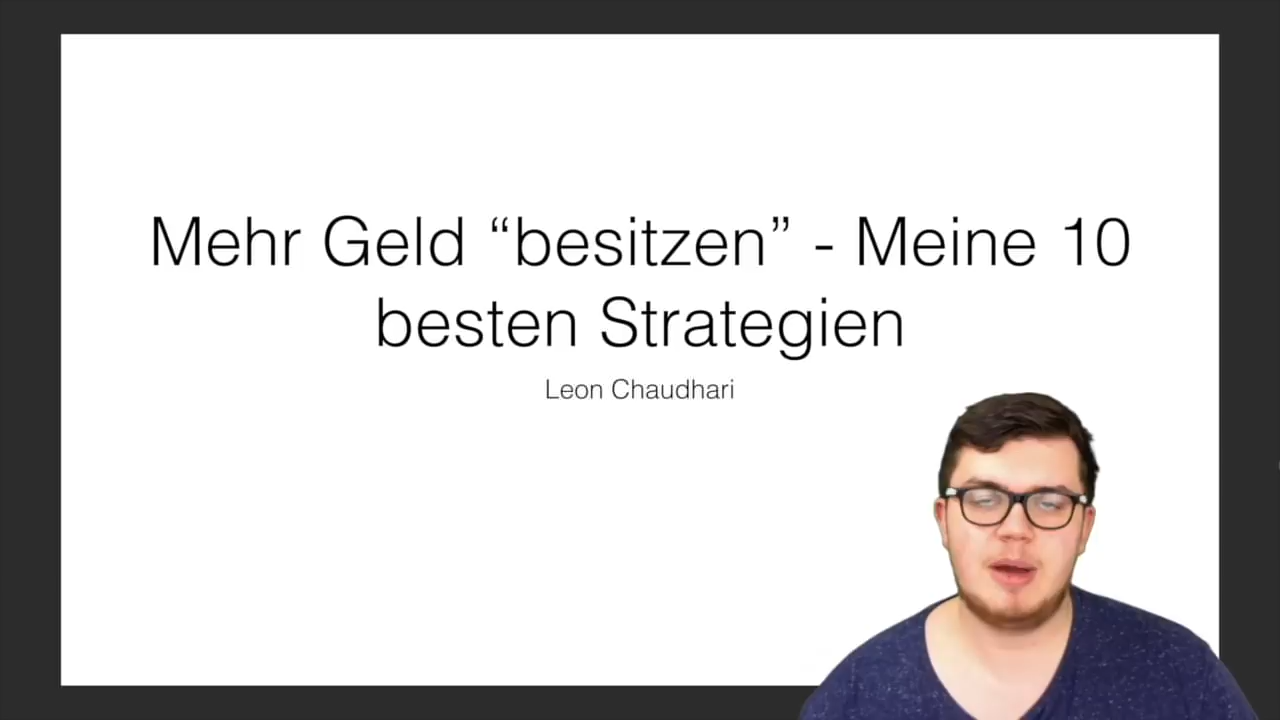 Mehr Geld “besitzen” - Meine 10
besten Strategien
Leon Chaudhari